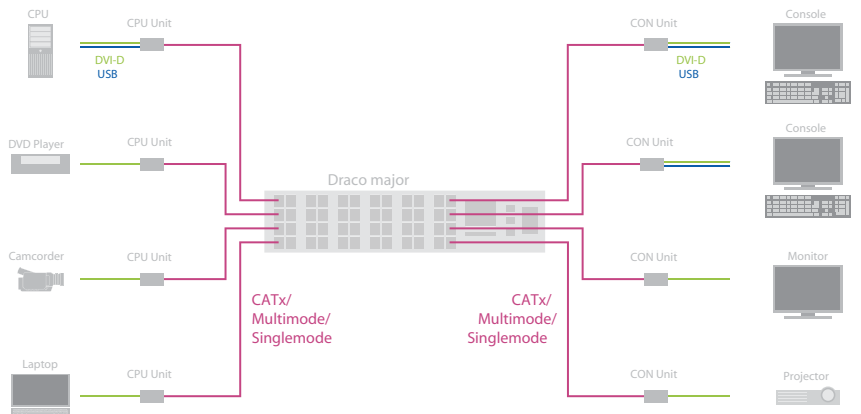 CPU
CPU Unit
CON Unit
Console
DVI-D
USB
DVI-D
USB
Console
DVD Player
CPU Unit
CON Unit
Draco major
Camcorder
CPU Unit
CON Unit
Monitor
CATx/
Multimode/
Singlemode
CATx/
Multimode/
Singlemode
Laptop
CPU Unit
CON Unit
Projector